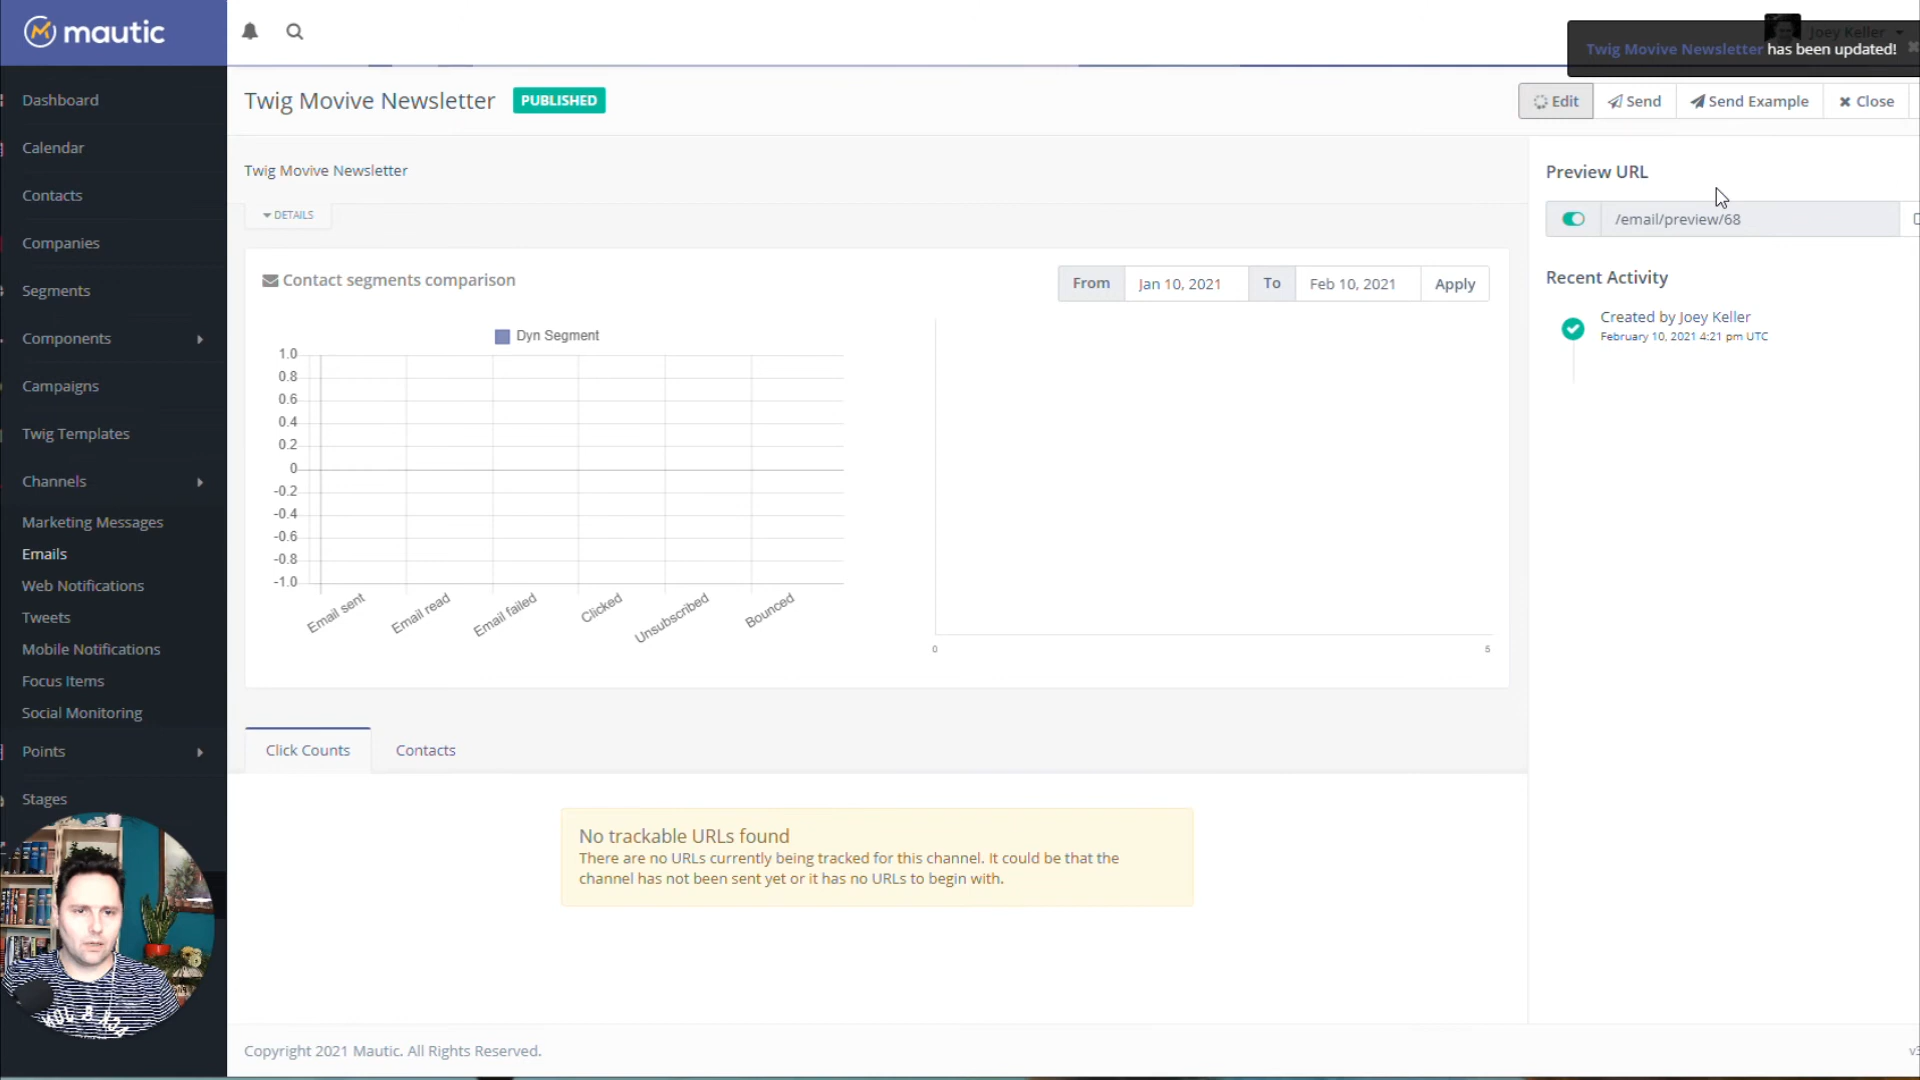 mautic
Joey Keller
Twig Movive Newsletter has been updated!
Twig Movive Newsletter
PUBLISHED
Edit
Send
Send Example
Close
Dashboard
Calendar
Contacts
Companies
Segments
Components
Campaigns
Twig Templates
Channels
Marketing Messages
Emails
Web Notifications
Tweets
Mobile Notifications
Focus Items
Social Monitoring
Points
Stages
Twig Movive Newsletter
DETAILS
Contact segments comparison
From
Jan 10, 2021
To
Feb 10, 2021
Apply
Dyn Segment
1.0
0.8
0.6
0.4
0.2
0
-0.2
-0.4
-0.6
-0.8
-1.0
Email sent
Email read
Email failed
Clicked
Unsubscribed
Bounced
0
5
Preview URL
/email/preview/68
Recent Activity
Created by Joey Keller
February 10, 2021 4:21 pm UTC
Click Counts
Contacts
No trackable URLs found
There are no URLs currently being tracked for this channel. It could be that the
channel has not been sent yet or it has no URLs to begin with.
Copyright 2021 Mautic. All Rights Reserved.